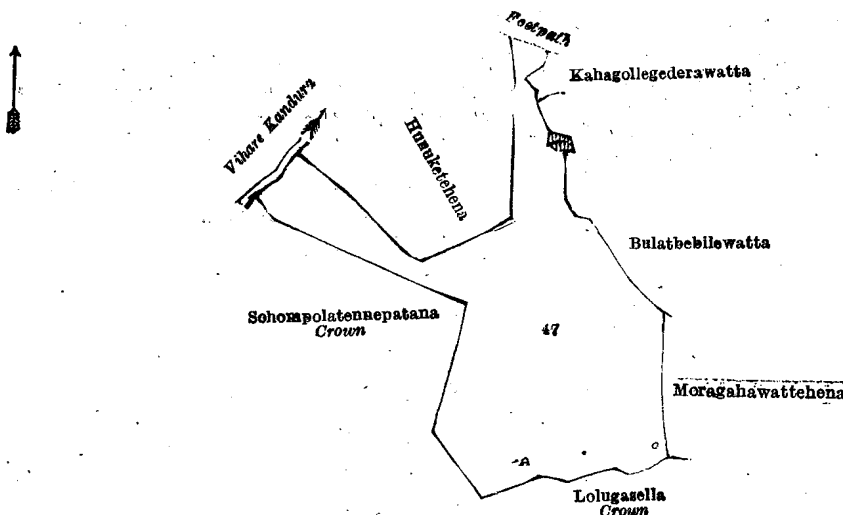 Footpath
Kahagollegederawatta
Vihare Kandura
Hunuketehena
Bulatbebilewatta
Sohompolatennepatana
Crown
47
Moragahawattehena
A
Lolugasella
Crown